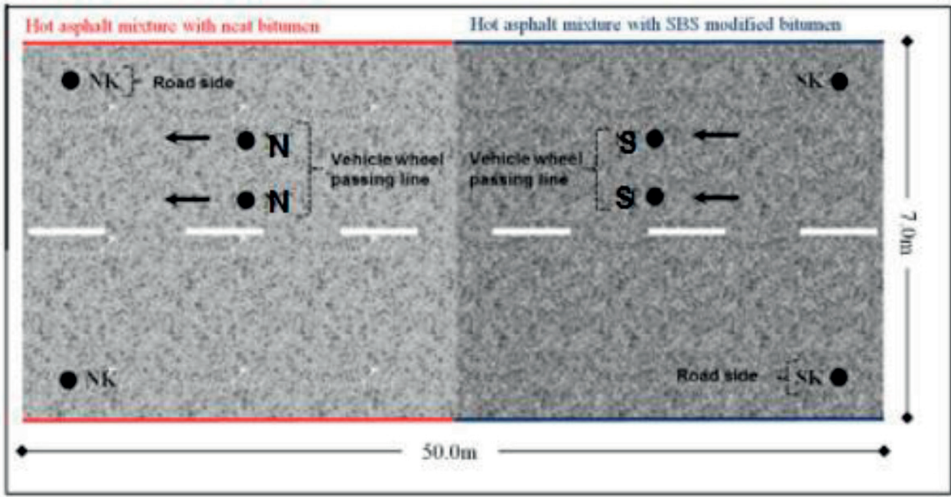 Hot asphalt mixture with neat bitumen
Hot asphalt mixture with SBS modified bitumen
NK
Road side
SK
N
Vehicle wheel
passing line
N
Vehicle wheel
passing line
S
S
7.0m
NK
Road side
SK
50.0m